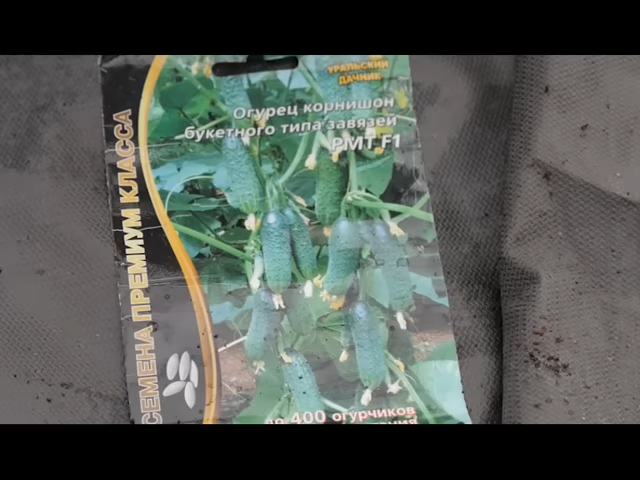 УРАЛЬСКИЙ
ДАЧНИК
Огурец корнишон
букетного типа завязей
РМТ F1
СЕМЕНА ПРЕМИУМ КЛАССА
до 400 огурчиков